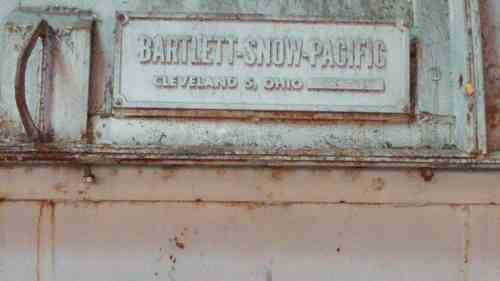 BARTLETT-SNOW-PACIFIC
CLEVELAND 5, OHIO